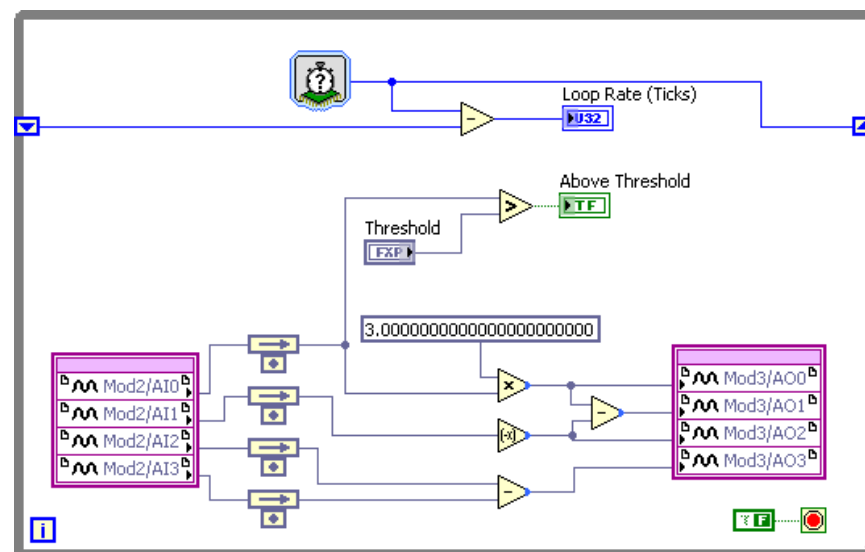 ?
Loop Rate (Ticks)
U32
-
Above Threshold
>
TF
Threshold
FXP
3.0000000000000000000000
Mod2/AI0
Mod2/AI1
Mod2/AI2
Mod2/AI3
x
-
(-x)
-
Mod3/AO0
Mod3/AO1
Mod3/AO2
Mod3/AO3
i
F